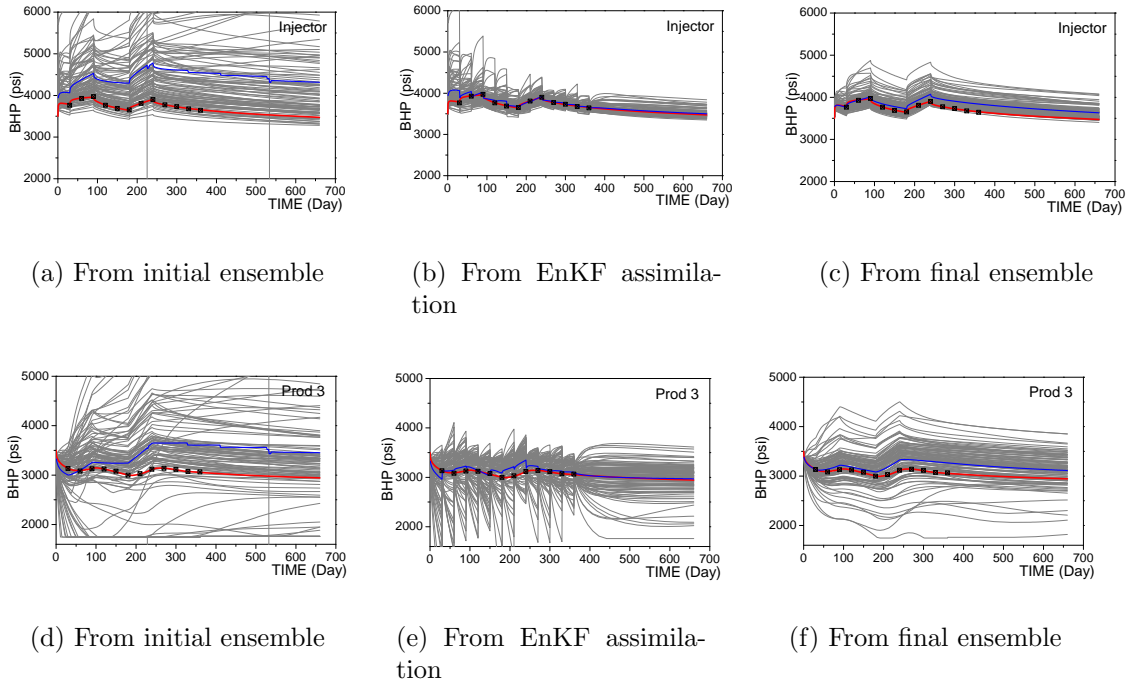 6000
5000
4000
3000
2000
BHP (psi)
0 100 200 300 400 500 600 700
TIME (Day)
Injector
(a) From initial ensemble
6000
5000
4000
3000
2000
BHP (psi)
0 100 200 300 400 500 600 700
TIME (Day)
Injector
(b) From EnKF assimila-
tion
6000
5000
4000
3000
2000
BHP (psi)
0 100 200 300 400 500 600 700
TIME (Day)
Injector
(c) From final ensemble
5000
4000
3000
2000
BHP (psi)
0 100 200 300 400 500 600 700
TIME (Day)
Prod 3
(d) From initial ensemble
5000
4000
3000
2000
BHP (psi)
0 100 200 300 400 500 600 700
TIME (Day)
Prod 3
(e) From EnKF assimila-
tion
5000
4000
3000
2000
BHP (psi)
0 100 200 300 400 500 600 700
TIME (Day)
Prod 3
(f) From final ensemble